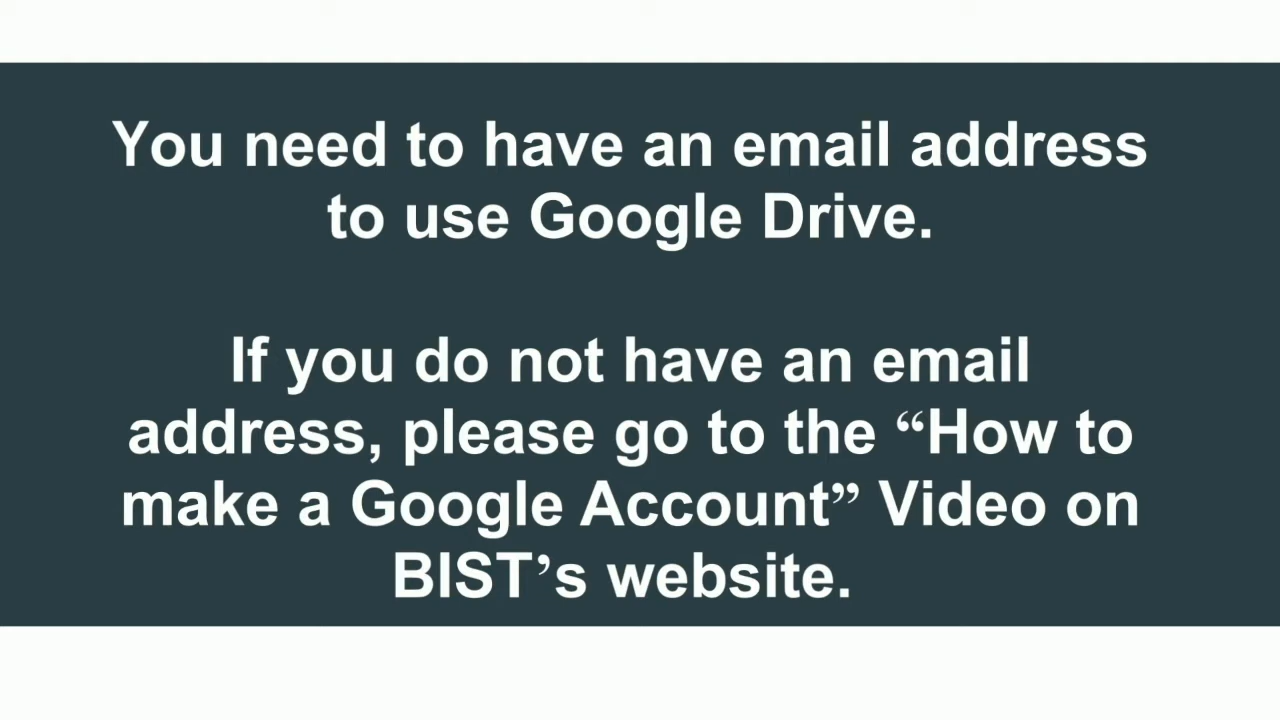 You need to have an email address
to use Google Drive.
If you do not have an email
address, please go to the “How to
make a Google Account” Video on
BIST’s website.